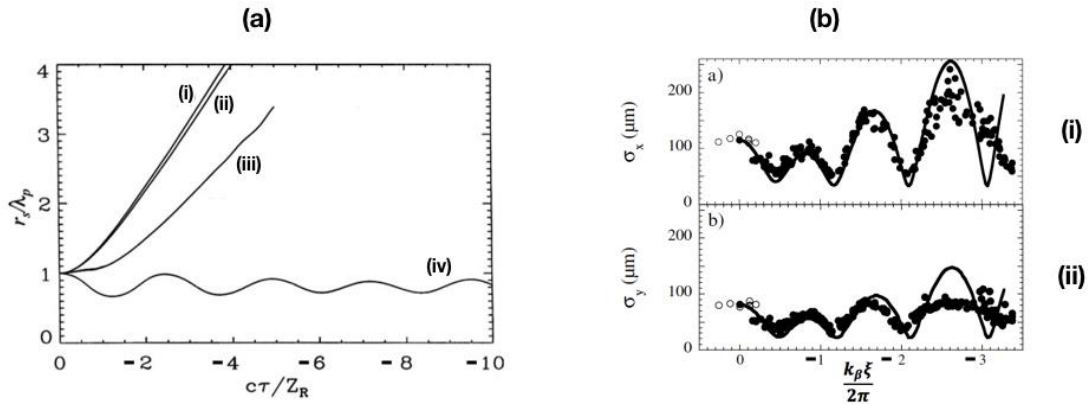 (a)
4
3
2
1
0
r_s/λ_p
(i)
(ii)
(iii)
(iv)
0 -2 -4 -6 -8 -10
cτ/Z_R
(b)
a)
200
100
0
σ_x (μm)
(i)
b)
200
100
0
σ_y (μm)
(ii)
0 -1 -2 -3
k_βξ
2π